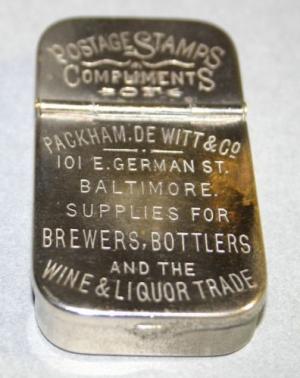 POSTAGE STAMPS
COMPLIMENTS
OF
PACKHAM. DE WITT & CO
101 E. GERMAN ST.
BALTIMORE.
SUPPLIES FOR
BREWERS, BOTTLERS
AND THE
WINE & LIQUOR TRADE